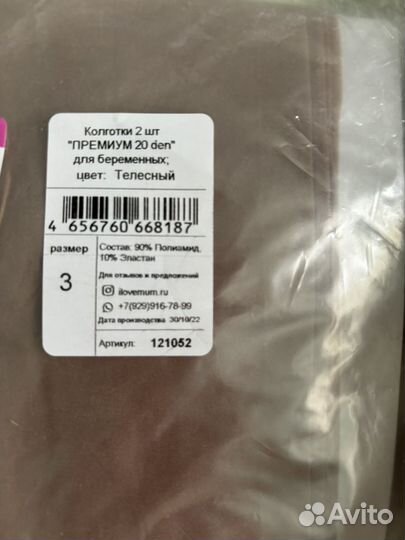 Колготки 2 шт
"ПРЕМИУМ 20 den"
для беременных;
цвет: Телесный
4 656760 668187
размер
3
Состав: 90% Полиамид,
10% Эластан
Для отзывов и предложений
ilovemum.ru
+7(929)916-78-99
Дата производства 30/10/22
Артикул: 121052
Avito